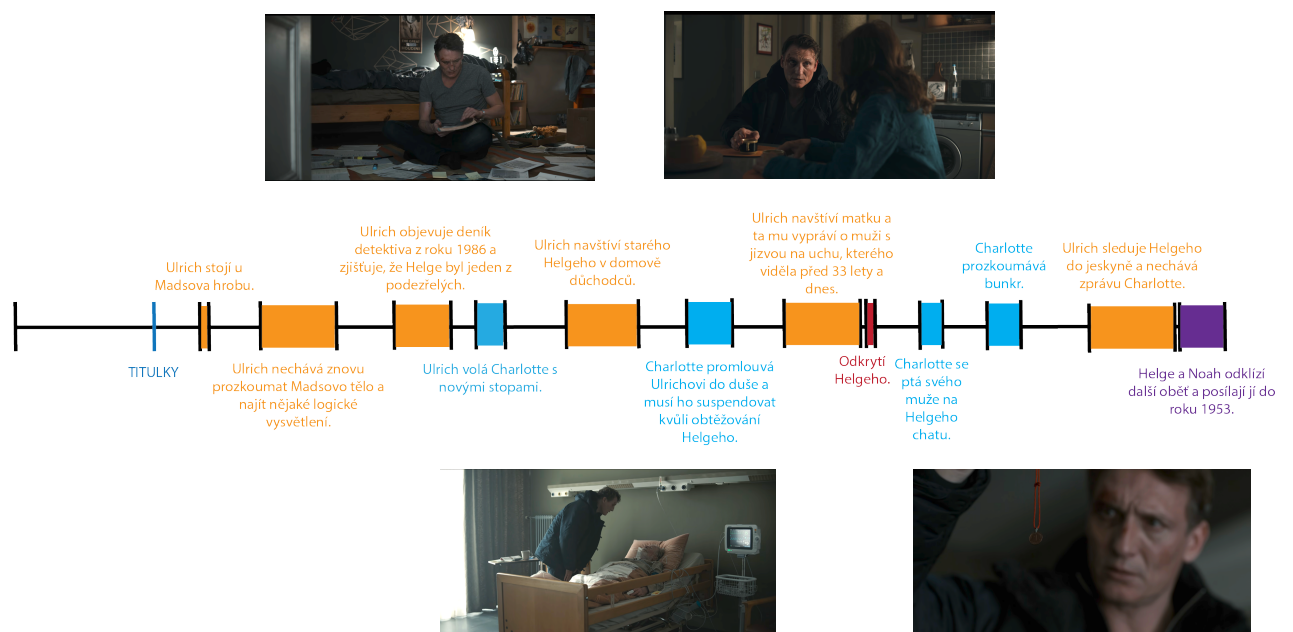 Ulrich stojí u
Madsova hrobu.
TITULKY
Ulrich nechává znovu
prozkoumat Madsovo tělo a
najít nějaké logické
vysvětlení.
Ulrich objevuje deník
detektiva z roku 1986 a
zjišťuje, že Helge byl jeden z
podezřelých.
Ulrich volá Charlotte s
novými stopami.
Ulrich navštíví starého
Helgeho v domově
důchodců.
Charlotte promlouvá
Ulrichovi do duše a
musí ho suspendovat
kvůli obtěžování
Helgeho.
Ulrich navštíví matku a
ta mu vypráví o muži s
jizvou na uchu, kterého
viděla před 33 lety a
dnes.
Odkrytí
Helgeho.
Charlotte se
ptá svého
muže na
Helgeho
chatu.
Charlotte
prozkoumává
bunkr.
Ulrich sleduje Helgeho
do jeskyně a nechává
zprávu Charlotte.
Helge a Noah odklízí
další oběť a posílají jí do
roku 1953.